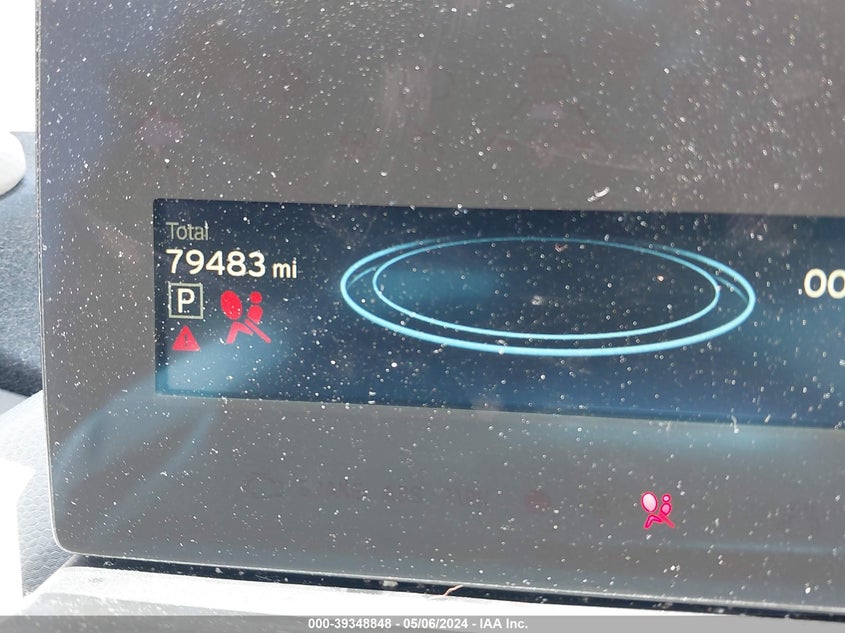 Total
79483 mi
P
.00
000-39348848 - 05/06/2024 - IAA Inc.